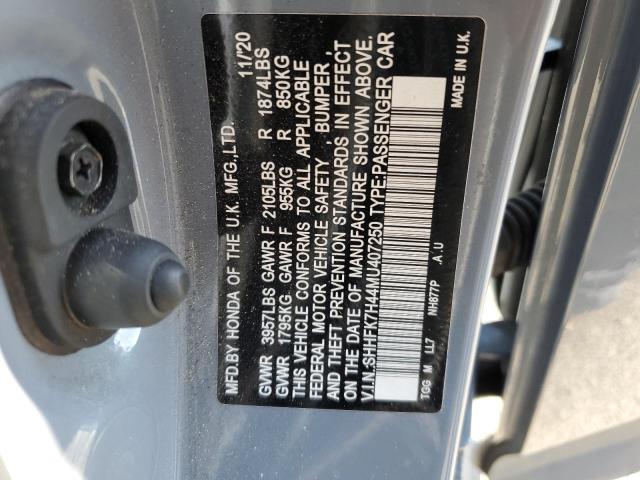 MFD.BY HONDA OF THE U.K. MFG.,LTD. 11/'20
GVWR 3957LBS GAWR F 2105LBS R 1874LBS
GVWR 1795KG GAWR F 955KG R 850KG
THIS VEHICLE CONFORMS TO ALL APPLICABLE
FEDERAL MOTOR VEHICLE SAFETY , BUMPER,
AND THEFT PREVENTION STANDARDS IN EFFECT
ON THE DATE OF MANUFACTURE SHOWN ABOVE.
V.I.N.:SHHFK7H44MU407250 TYPE:PASSENGER CAR
TGG M LL7 NH877P .A .U MADE IN U.K.